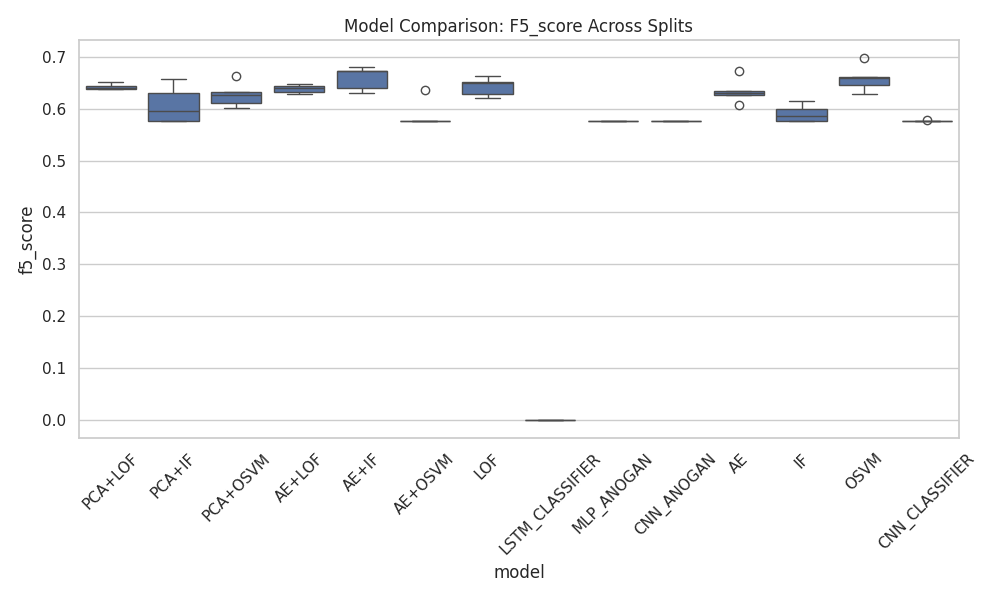 Model Comparison: F5_score Across Splits
f5_score
0.7
0.6
0.5
0.4
0.3
0.2
0.1
0.0
PCA+LOF
PCA+IF
PCA+OSVM
AE+LOF
AE+IF
AE+OSVM
LOF
LSTM_CLASSIFIER
MLP_ANOGAN
CNN_ANOGAN
AE
IF
OSVM
CNN_CLASSIFIER
model